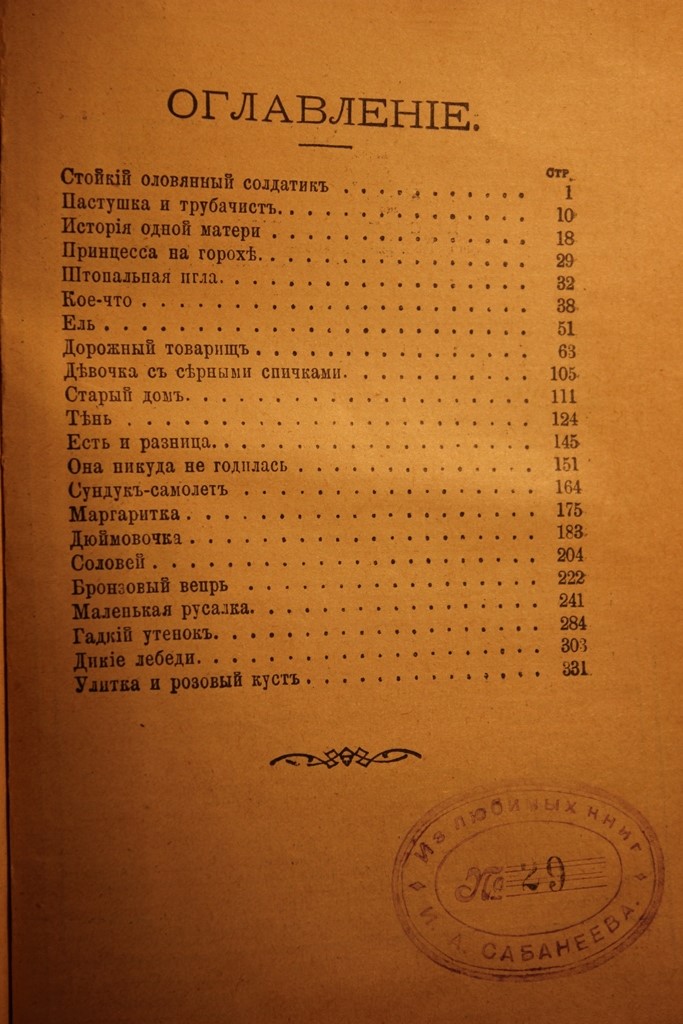 ОГЛАВЛЕНІЕ.
СТР.
Стойкій оловянный солдатикъ . . . . . . . . . . 1
Пастушка и трубачистъ. . . . . . . . . . . . . 10
Исторія одной матери . . . . . . . . . . . . . 18
Принцесса на горохѣ. . . . . . . . . . . . . . 29
Штопальная игла. . . . . . . . . . . . . . . . 32
Кое-что . . . . . . . . . . . . . . . . . . . . 38
Ель . . . . . . . . . . . . . . . . . . . . . . 51
Дорожный товарищъ . . . . . . . . . . . . . . 63
Дѣвочка съ сѣрными спичками. . . . . . . . . . 105
Старый домъ. . . . . . . . . . . . . . . . . . 111
Тѣнь . . . . . . . . . . . . . . . . . . . . . 124
Есть и разница. . . . . . . . . . . . . . . . . 145
Она никуда не годилась . . . . . . . . . . . . 151
Сундукъ-самолетъ . . . . . . . . . . . . . . . 164
Маргаритка . . . . . . . . . . . . . . . . . . 175
Дюймовочка . . . . . . . . . . . . . . . . . . 183
Соловей . . . . . . . . . . . . . . . . . . . . 204
Бронзовый вепрь . . . . . . . . . . . . . . . 222
Маленькая русалка. . . . . . . . . . . . . . . 241
Гадкій утенокъ. . . . . . . . . . . . . . . . . 284
Дикіе лебеди. . . . . . . . . . . . . . . . . . 303
Улитка и розовый кустъ . . . . . . . . . . . . 331
Из любимых книг
№ 29
И. А. САБАНЕЕВА.